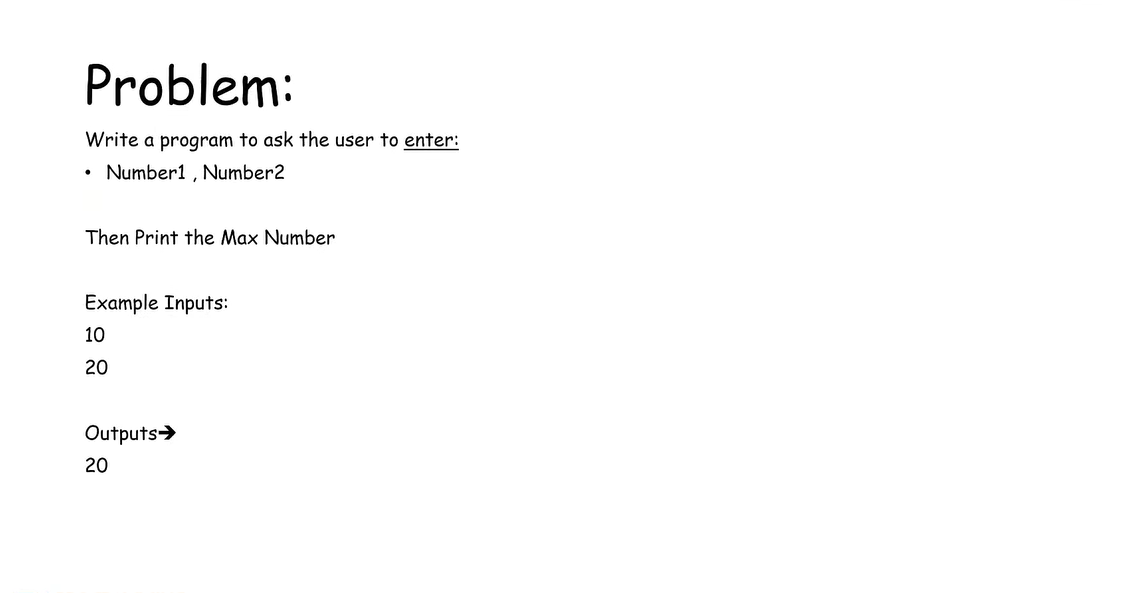 Problem:
Write a program to ask the user to enter:
• Number1 , Number2
Then Print the Max Number
Example Inputs:
10
20
Outputs➔
20